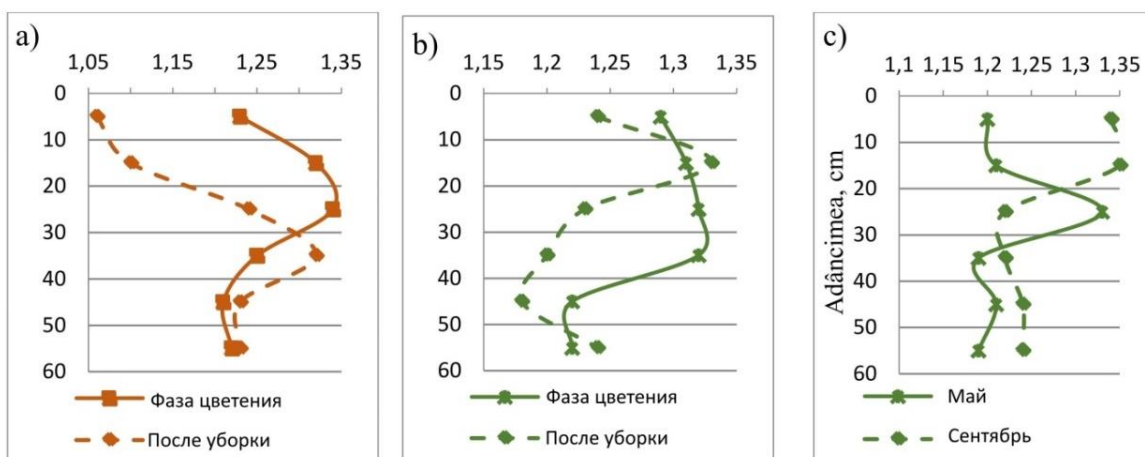 a)
1,05 1,15 1,25 1,35
0
10
20
30
40
50
60
Фаза цветения
После уборки
b)
1,15 1,2 1,25 1,3 1,35
0
10
20
30
40
50
60
Фаза цветения
После уборки
c)
1,1 1,15 1,2 1,25 1,3 1,35
Adâncimea, cm
0
10
20
30
40
50
60
Май
Сентябрь